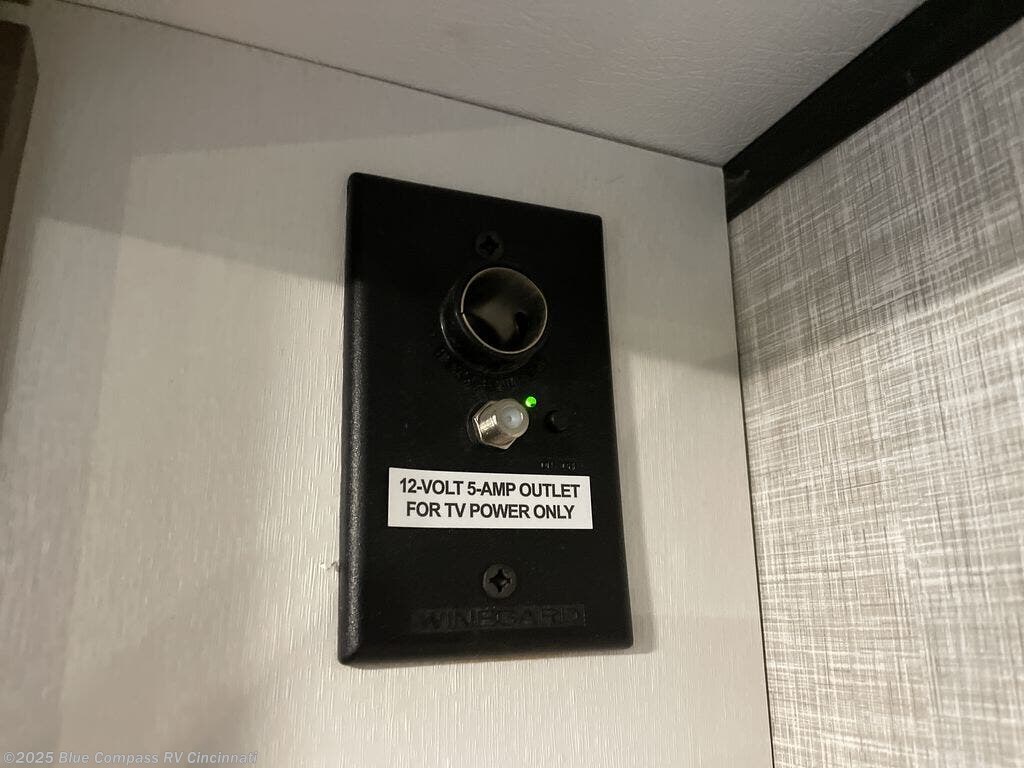 12-VOLT 5-AMP OUTLET
FOR TV POWER ONLY
WINEGARD
©2025 Blue Compass RV Cincinnati